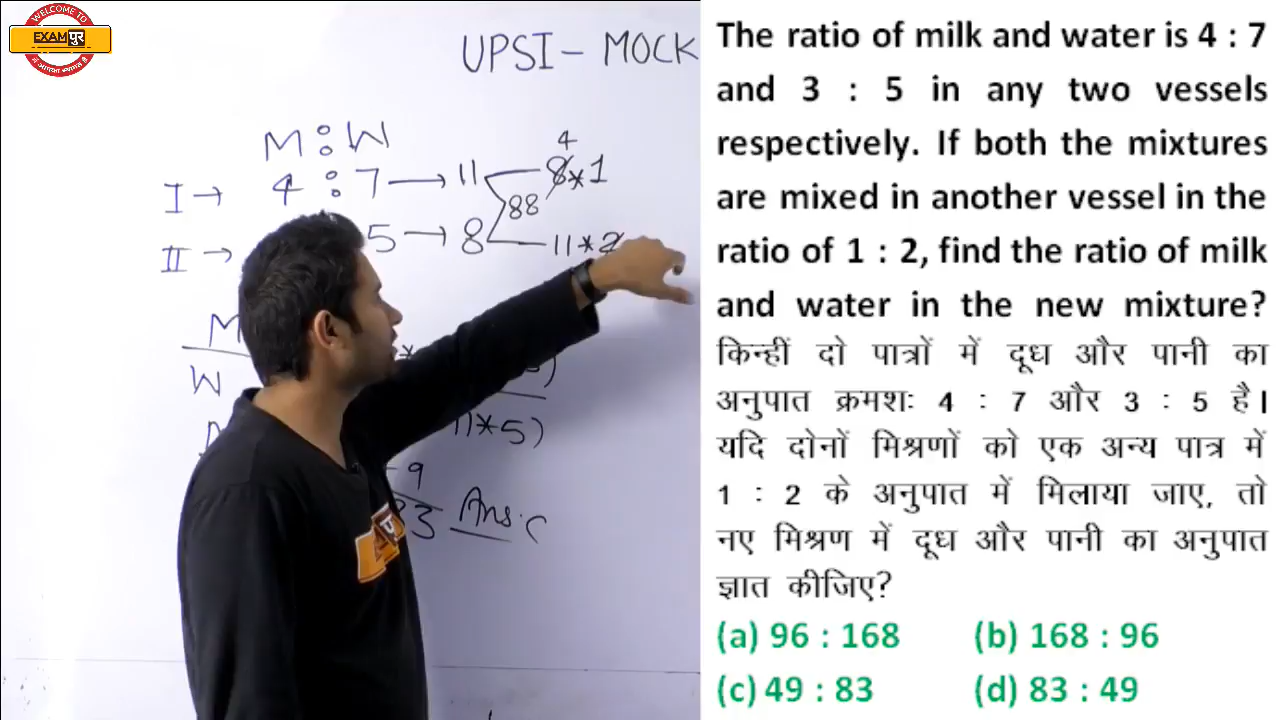 WELCOME TO
EXAMपुर
UPSI – MOCK
M : W
4
I → 4 : 7 → 11 8*1
88
II → 5 → 8 11*2
M
W
11*5)
9
83 Ans. C
The ratio of milk and water is 4 : 7
and 3 : 5 in any two vessels
respectively. If both the mixtures
are mixed in another vessel in the
ratio of 1 : 2, find the ratio of milk
and water in the new mixture?
किन्हीं दो पात्रों में दूध और पानी का
अनुपात क्रमशः 4 : 7 और 3 : 5 है।
यदि दोनों मिश्रणों को एक अन्य पात्र में
1 : 2 के अनुपात में मिलाया जाए, तो
नए मिश्रण में दूध और पानी का अनुपात
ज्ञात कीजिए?
(a) 96 : 168 (b) 168 : 96
(c) 49 : 83 (d) 83 : 49